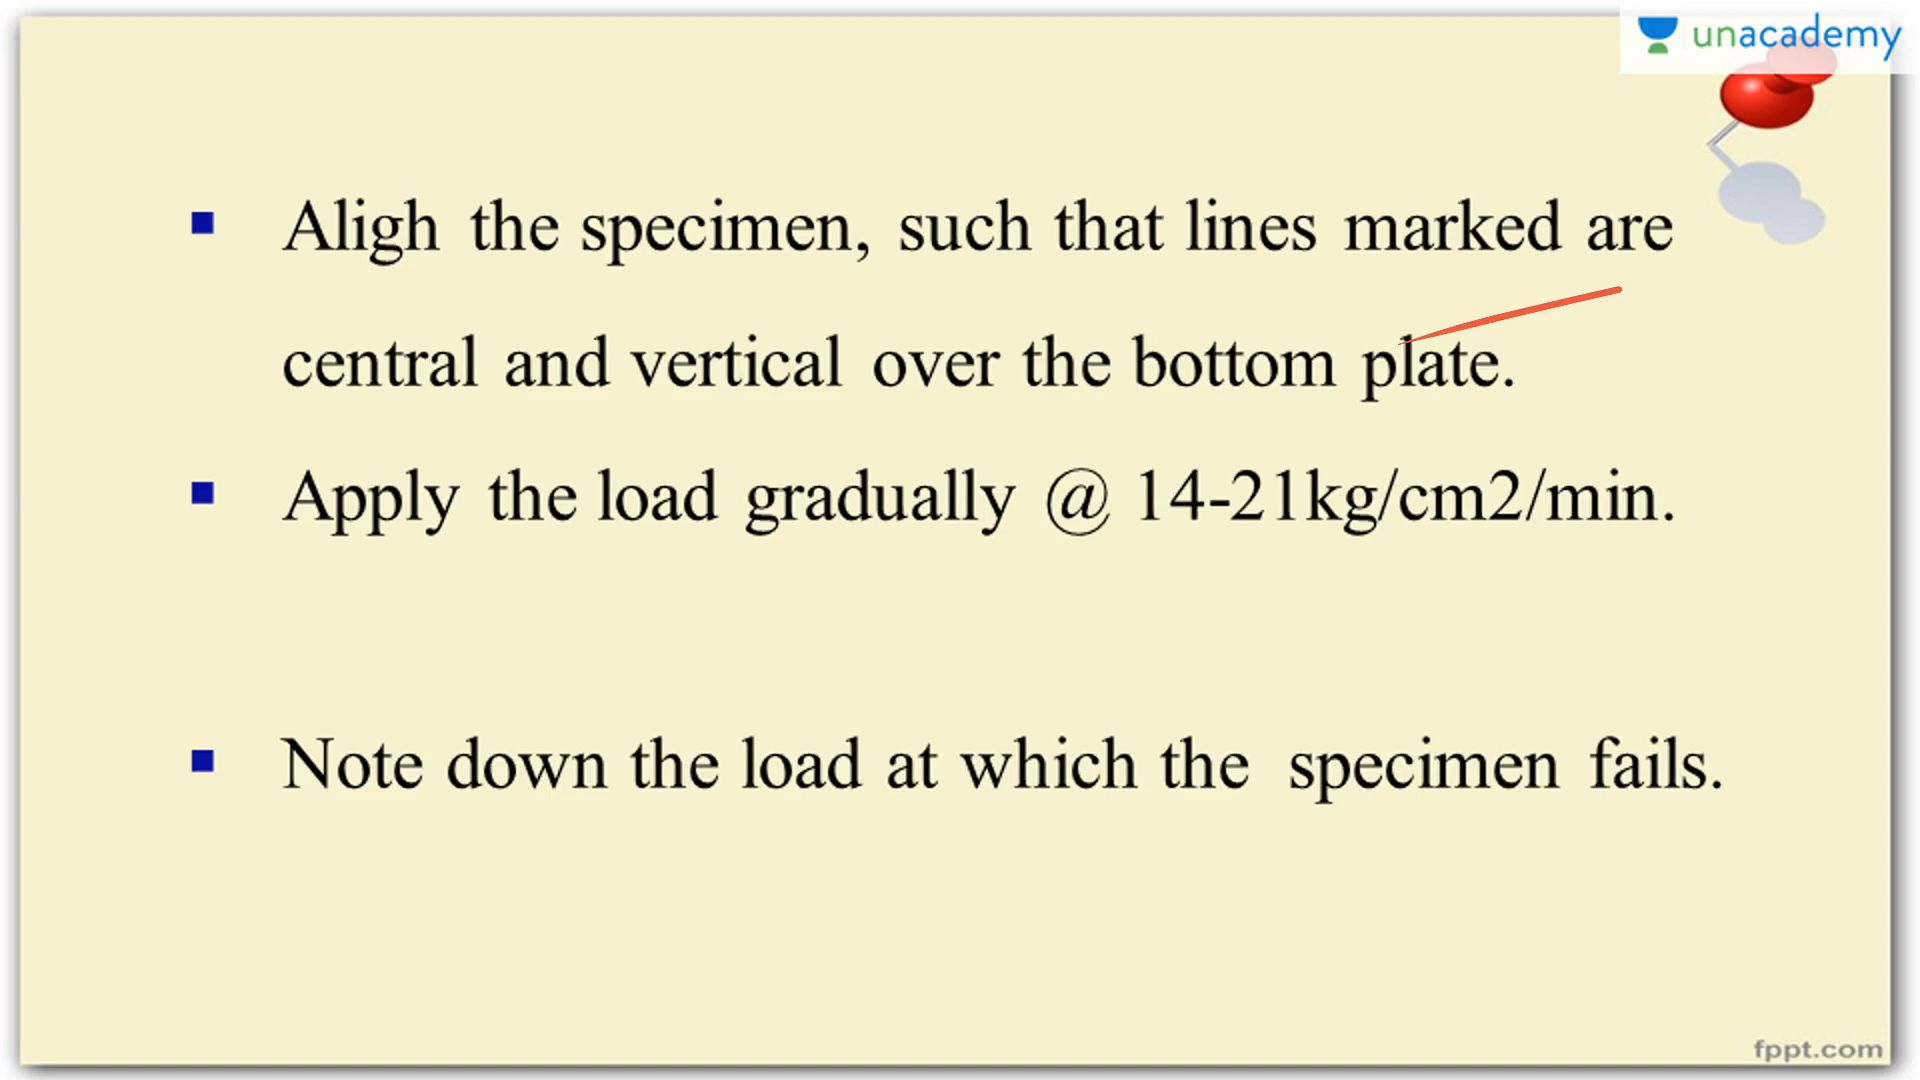 unacademy
▪ Aligh the specimen, such that lines marked are
central and vertical over the bottom plate.
▪ Apply the load gradually @ 14-21kg/cm2/min.
▪ Note down the load at which the specimen fails.
fppt.com